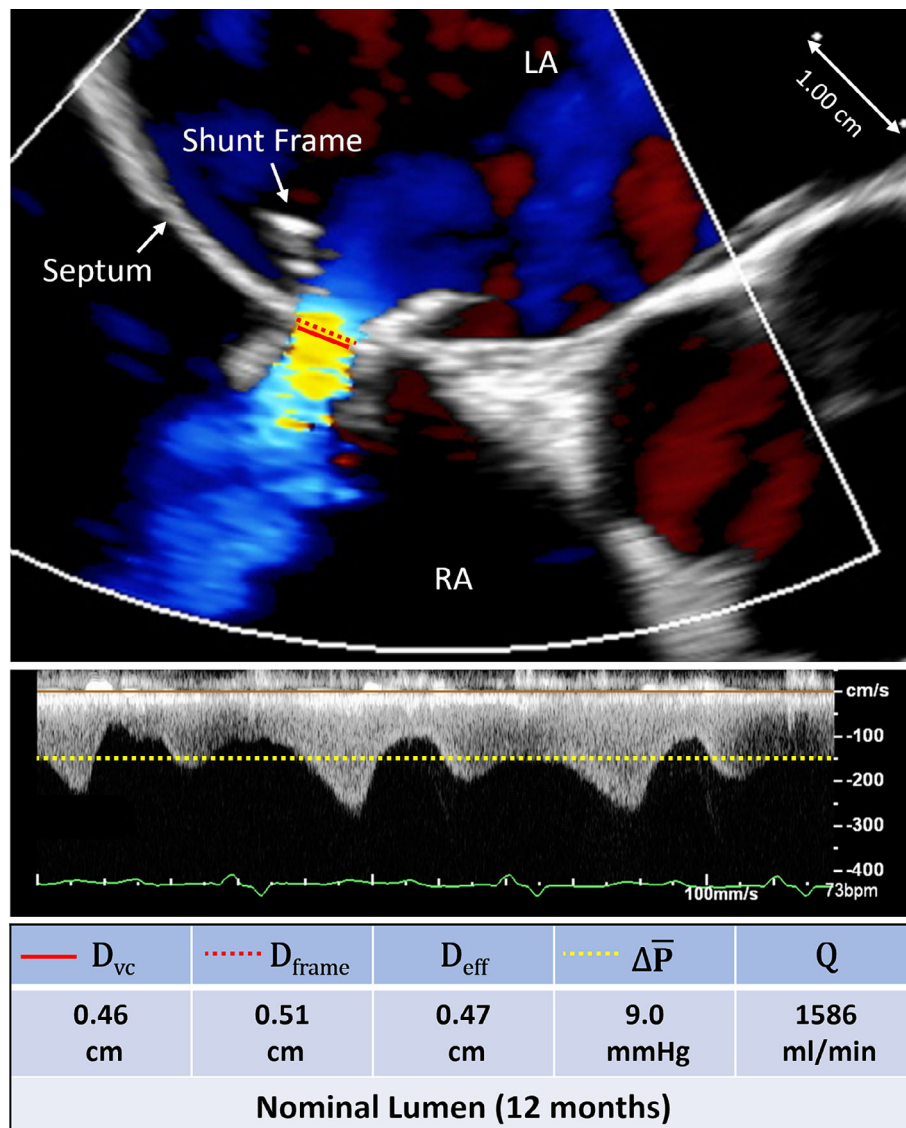 LA
1.00 cm
Shunt Frame
Septum
RA
cm/s
-100
-200
-300
-400
100mm/s
73bpm
D_vc D_frame D_eff ΔP̅ Q
0.46 0.51 0.47 9.0 1586
cm cm cm mmHg ml/min
Nominal Lumen (12 months)